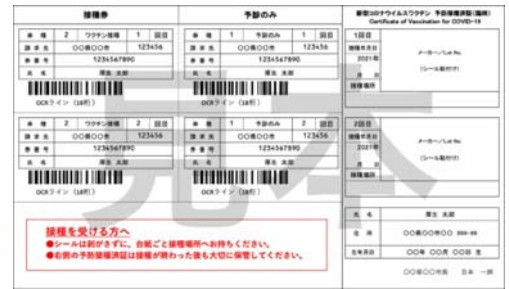 接種券
券 種 2 ワクチン接種 1 回目
請 求 先 〇〇県〇〇市 123456
券 番 号 1234567890
氏 名 厚生 太郎
OCRライン(18桁)
券 種 2 ワクチン接種 2 回目
請 求 先 〇〇県〇〇市 123456
券 番 号 1234567890
氏 名 厚生 太郎
OCRライン(18桁)
予診のみ
券 種 1 予診のみ 1 回目
請 求 先 〇〇県〇〇市 123456
券 番 号 1234567890
氏 名 厚生 太郎
OCRライン(18桁)
券 種 1 予診のみ 2 回目
請 求 先 〇〇県〇〇市 123456
券 番 号 1234567890
氏 名 厚生 太郎
OCRライン(18桁)
新型コロナウイルスワクチン 予防接種済証(臨時)
Certificate of Vaccination for COVID-19
1回目
接種年月日
2021年
月 日
接種場所
メーカー/Lot No.
(シール貼付け)
2回目
接種年月日
2021年
月 日
接種場所
メーカー/Lot No.
(シール貼付け)
氏 名 厚生 太郎
住 所 〇〇県〇〇市〇〇 999-99
生年月日 〇〇年 〇〇月 〇〇日 生
〇〇県〇〇市長 日本 一郎
接種を受ける方へ
●シールは剥がさずに、台紙ごと接種場所へお持ちください。
●右側の予防接種済証は接種が終わった後も大切に保管してください。
見本